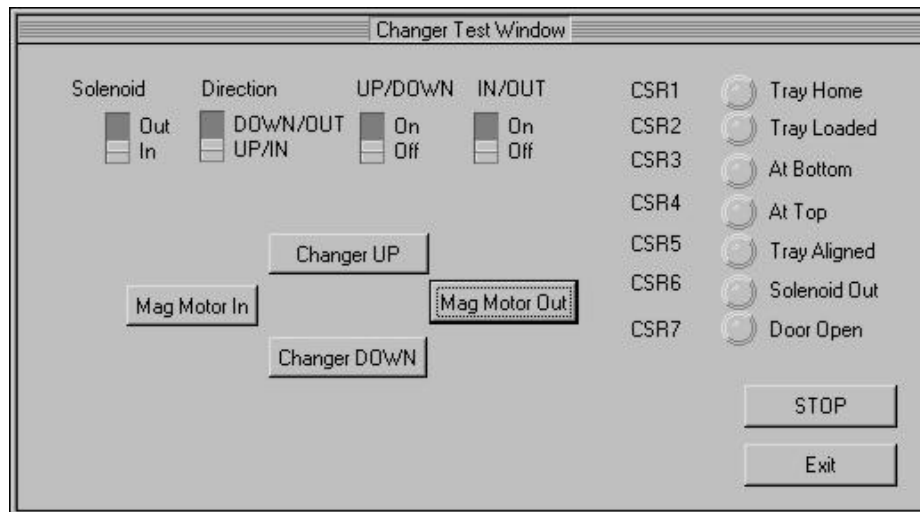 Changer Test Window
Solenoid Direction UP/DOWN IN/OUT
Out DOWN/OUT On On
In UP/IN Off Off
CSR1 Tray Home
CSR2 Tray Loaded
CSR3 At Bottom
CSR4 At Top
CSR5 Tray Aligned
CSR6 Solenoid Out
CSR7 Door Open
Changer UP
Mag Motor In
Mag Motor Out
Changer DOWN
STOP
Exit